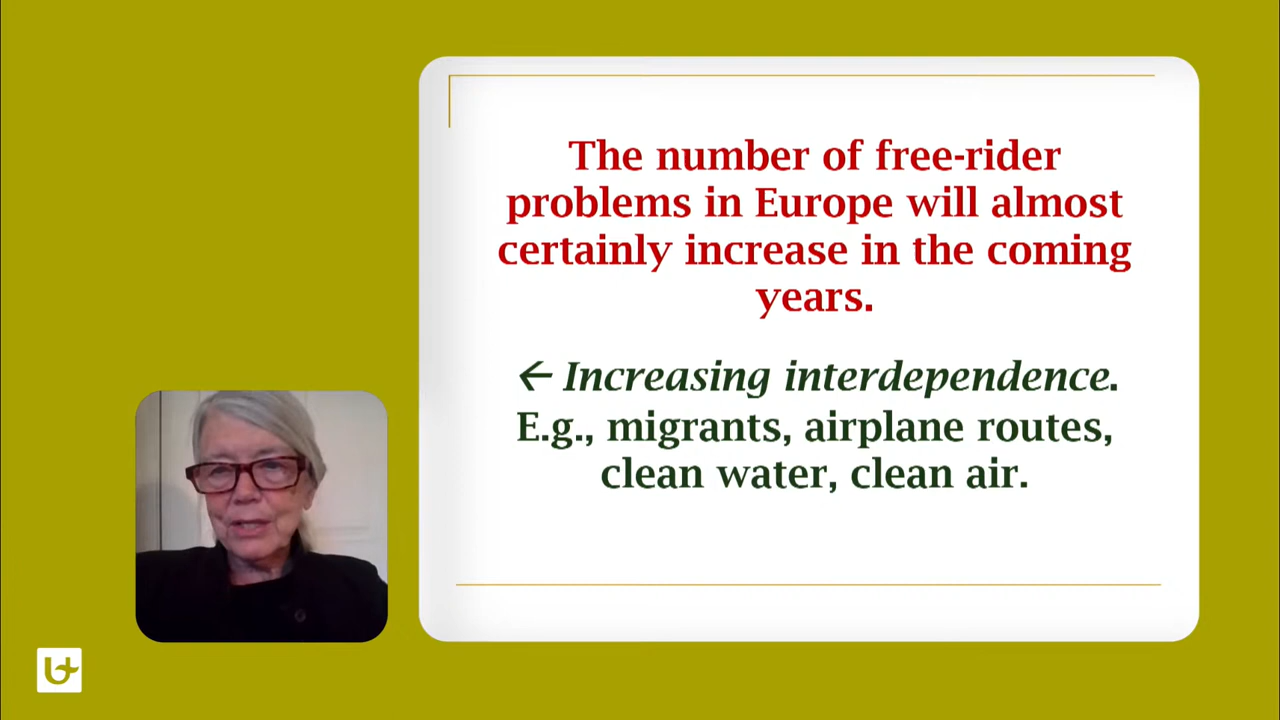 The number of free-rider
problems in Europe will almost
certainly increase in the coming
years.
← Increasing interdependence.
E.g., migrants, airplane routes,
clean water, clean air.